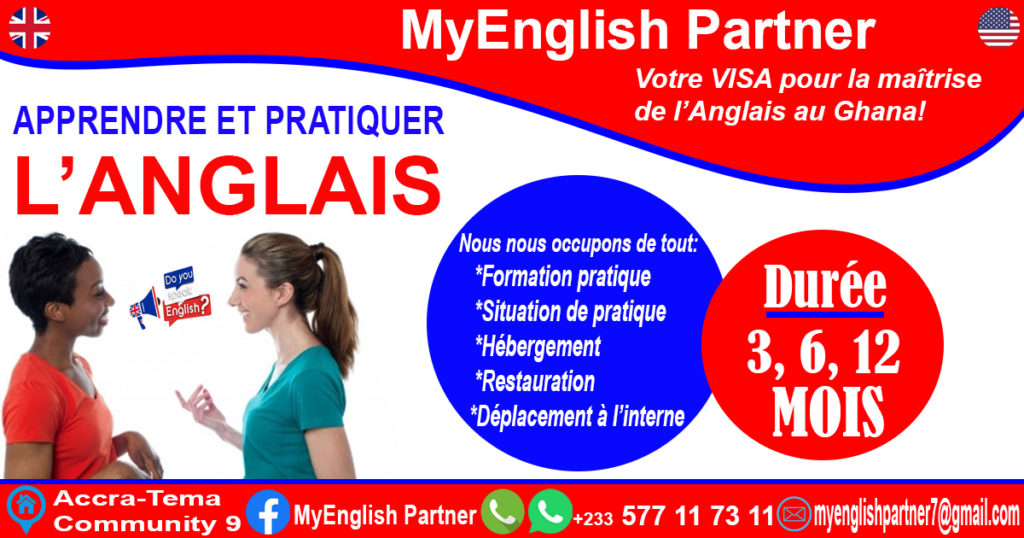 MyEnglish Partner
Votre VISA pour la maîtrise
de l'Anglais au Ghana!
APPRENDRE ET PRATIQUER
L'ANGLAIS
Do you
speak
English?
Nous nous occupons de tout:
*Formation pratique
*Situation de pratique
*Hébergement
*Restauration
*Déplacement à l'interne
Durée
3, 6, 12
MOIS
Accra-Tema
Community 9
MyEnglish Partner
+233 577 11 73 11
myenglishpartner7@gmail.com